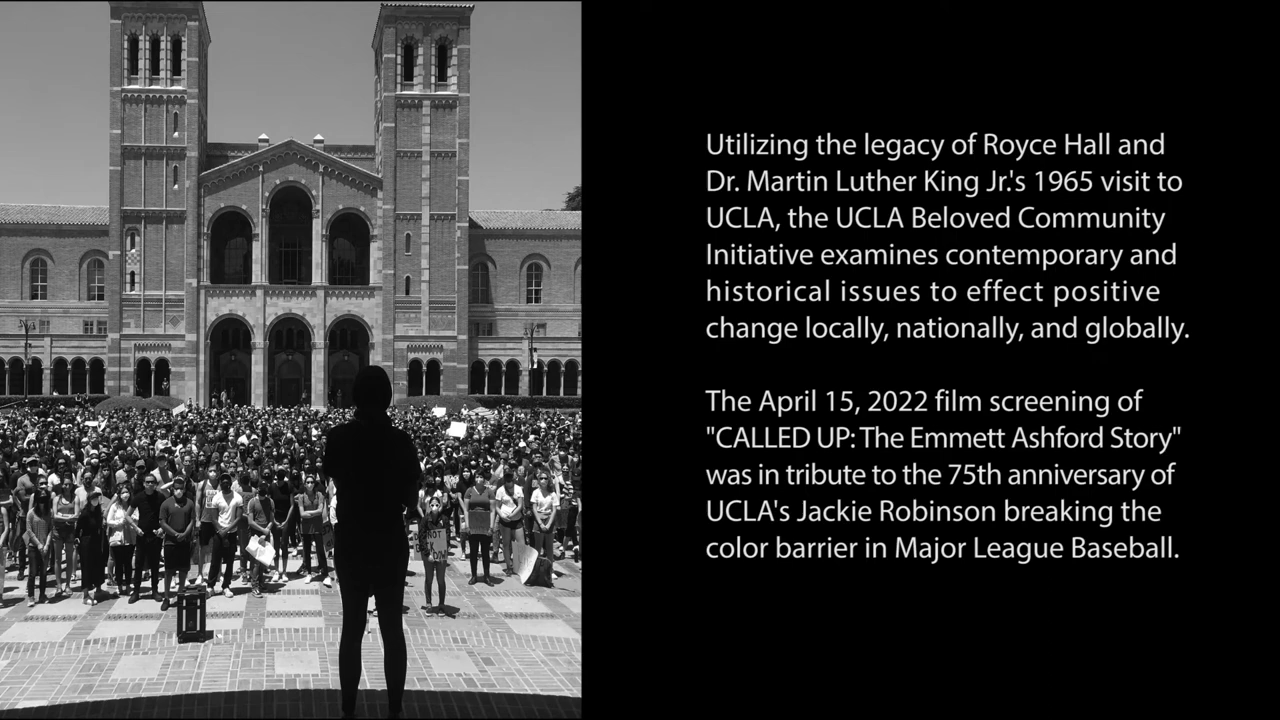 Utilizing the legacy of Royce Hall and
Dr. Martin Luther King Jr.'s 1965 visit to
UCLA, the UCLA Beloved Community
Initiative examines contemporary and
historical issues to effect positive
change locally, nationally, and globally.
The April 15, 2022 film screening of
"CALLED UP: The Emmett Ashford Story"
was in tribute to the 75th anniversary of
UCLA's Jackie Robinson breaking the
color barrier in Major League Baseball.